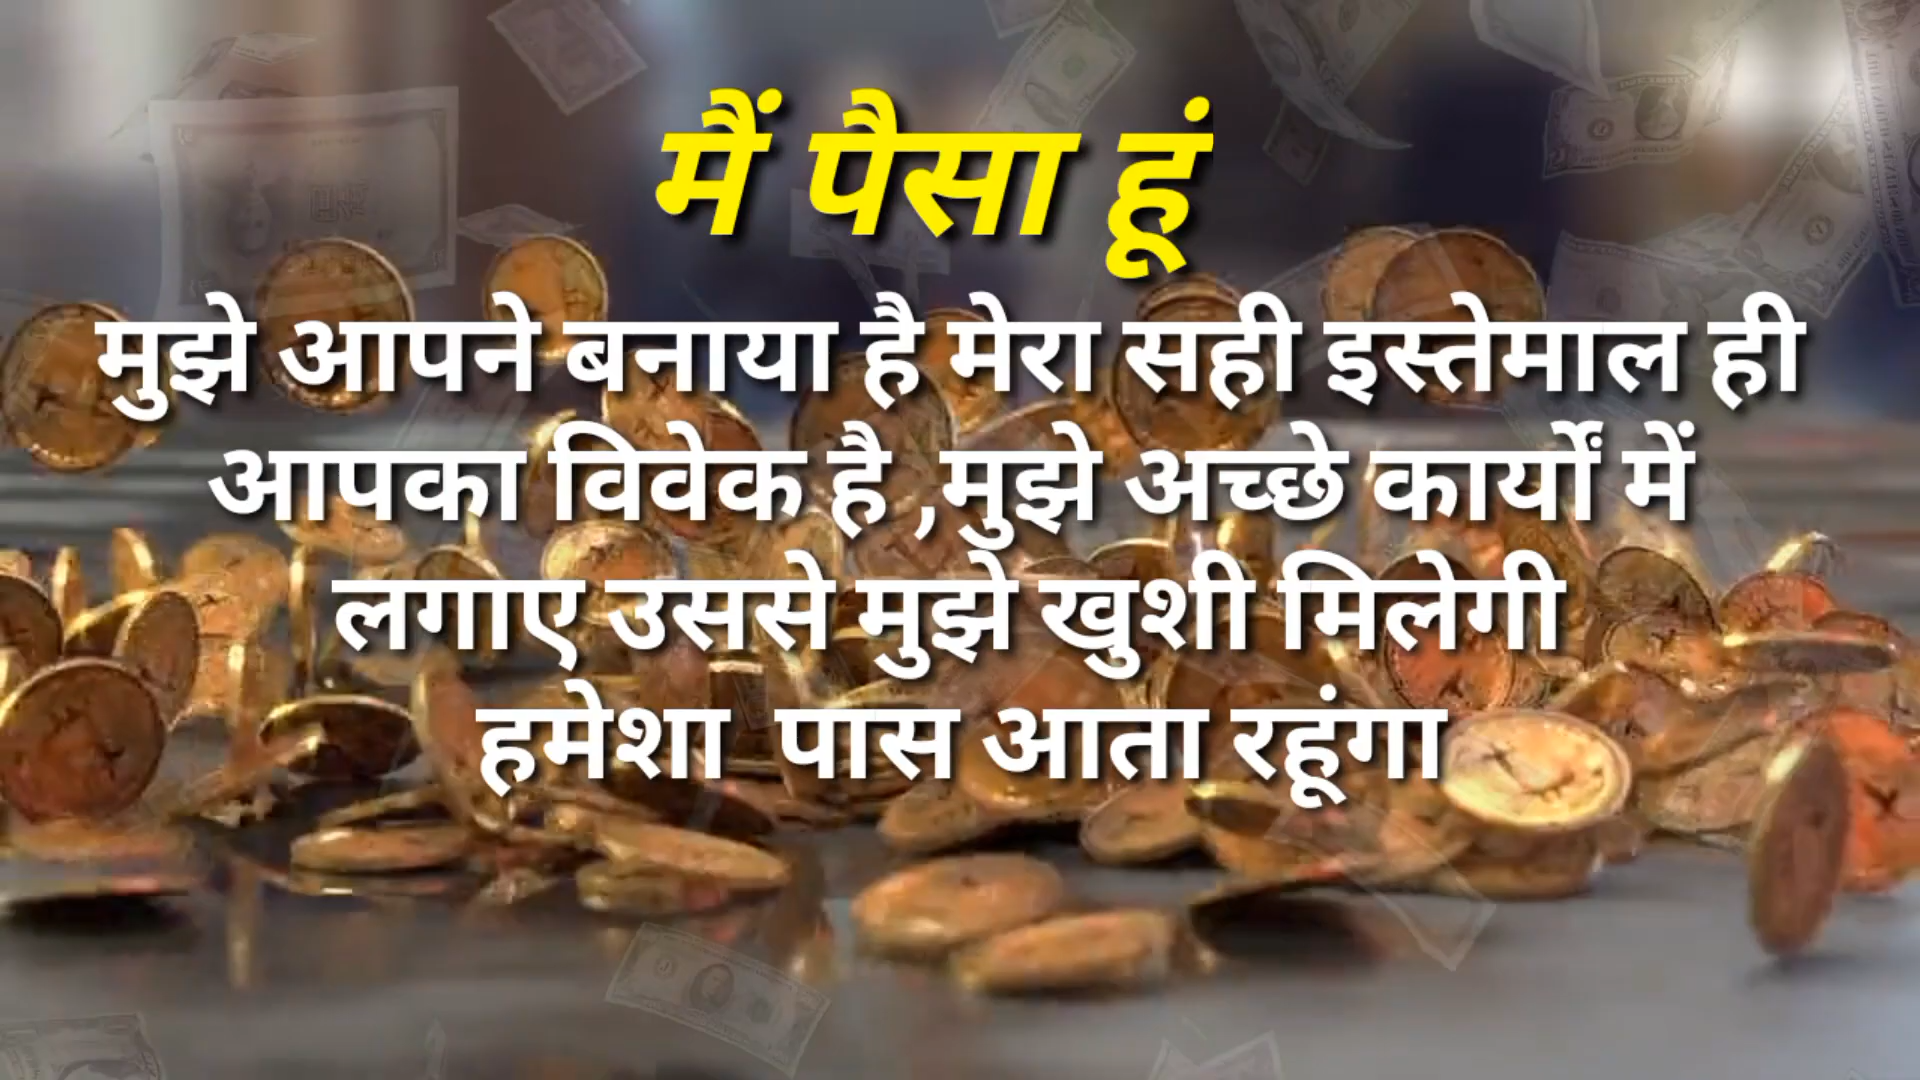 मैं पैसा हूं
मुझे आपने बनाया है मेरा सही इस्तेमाल ही
आपका विवेक है ,मुझे अच्छे कार्यों में
लगाए उससे मुझे खुशी मिलेगी
हमेशा  पास आता रहूंगा